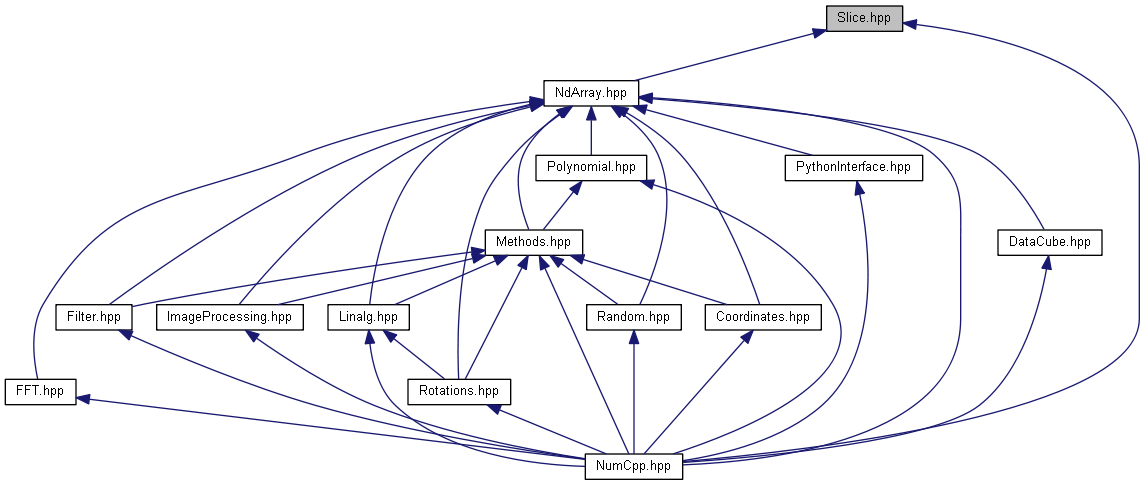 Slice.hpp
NdArray.hpp
Polynomial.hpp
PythonInterface.hpp
Methods.hpp
DataCube.hpp
Filter.hpp
ImageProcessing.hpp
Linalg.hpp
Random.hpp
Coordinates.hpp
FFT.hpp
Rotations.hpp
NumCpp.hpp